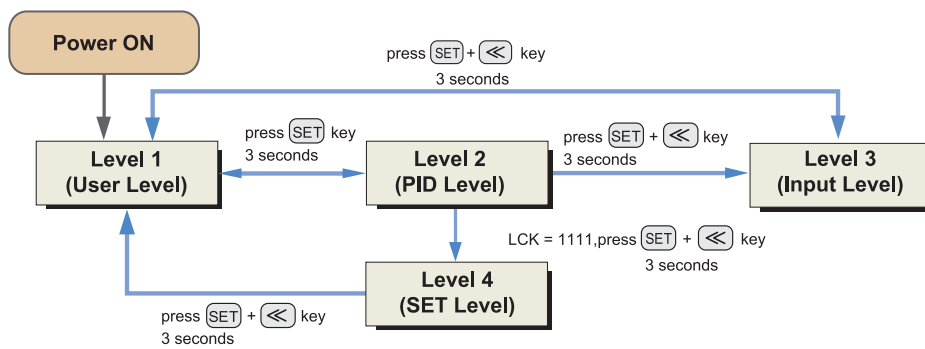 Power ON
press SET + ≪ key
3 seconds
press SET key
3 seconds
press SET + ≪ key
3 seconds
Level 1
(User Level)
Level 2
(PID Level)
Level 3
(Input Level)
LCK = 1111,press SET + ≪ key
3 seconds
Level 4
(SET Level)
press SET + ≪ key
3 seconds